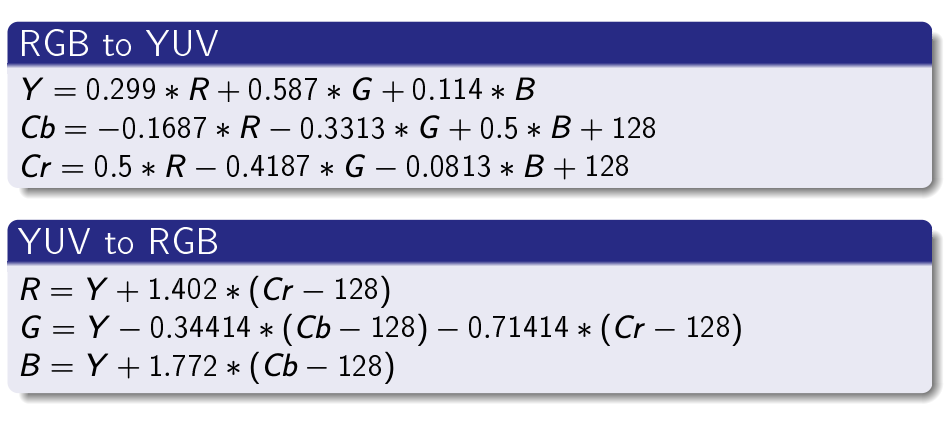 RGB to YUV
Y = 0.299 ∗ R + 0.587 ∗ G + 0.114 ∗ B
Cb = −0.1687 ∗ R − 0.3313 ∗ G + 0.5 ∗ B + 128
Cr = 0.5 ∗ R − 0.4187 ∗ G − 0.0813 ∗ B + 128
YUV to RGB
R = Y + 1.402 ∗ (Cr − 128)
G = Y − 0.34414 ∗ (Cb − 128) − 0.71414 ∗ (Cr − 128)
B = Y + 1.772 ∗ (Cb − 128)